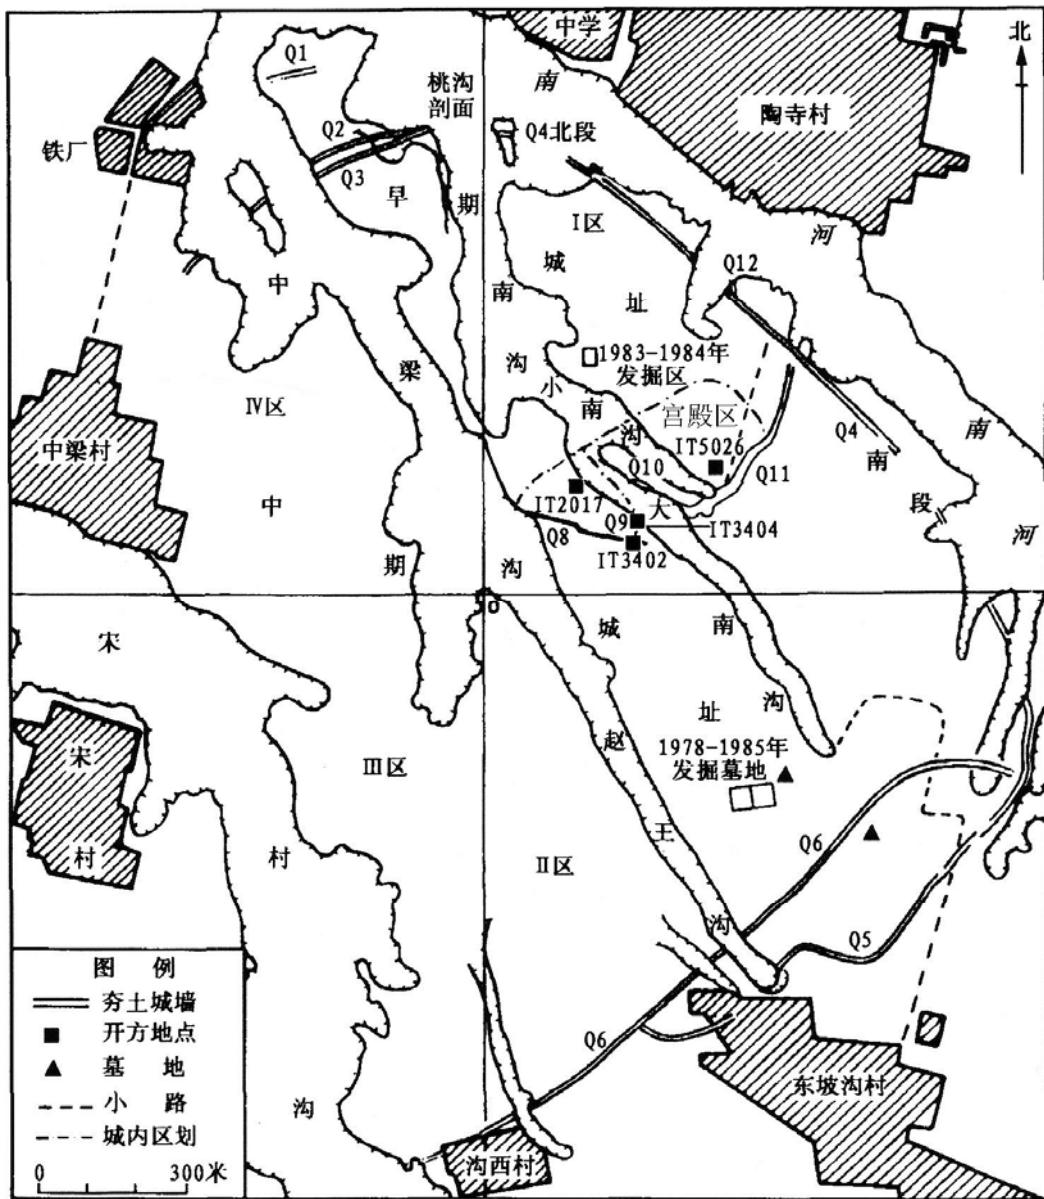 中学
北
Q1
桃沟
剖面
南
陶寺村
Q2
Q4北段
铁厂
Q3
早
期
I区
河
中
城
Q12
南
址
梁
沟
1983-1984年
发掘区
小
Ⅳ区
南
宫殿区
中梁村
沟
IT5026
Q4
南
南
Q10
Q11
段
中
IT2017
大
Q9
IT3404
河
Q8
IT3402
期
沟
宋
城
南
址
沟
宋
Ⅲ区
赵
1978-1985年
发掘墓地
王
Q6
村
村
Ⅱ区
沟
Q5
图 例
夯土城墙
开方地点
Q6
墓 地
东坡沟村
小 路
沟
城内区划
0 300米
沟西村